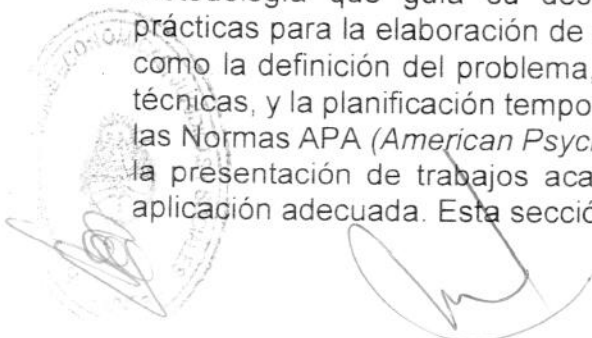 prácticas para la elaboración de
como la definición del problema,
técnicas, y la planificación tempo
las Normas APA (American Psych
la presentación de trabajos aca
aplicación adecuada. Esta secció